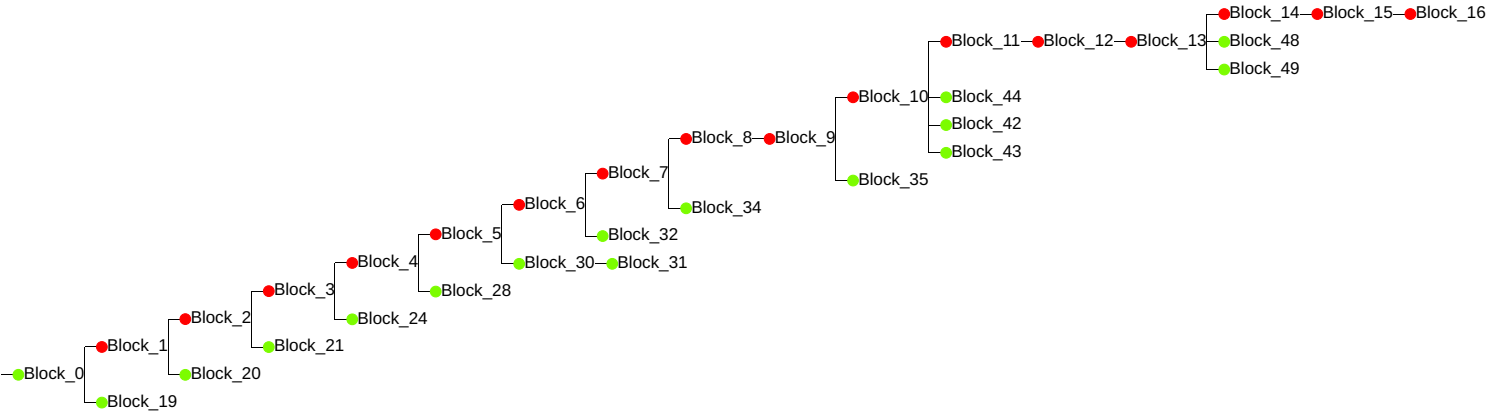 Block_14 Block_15 Block_16
Block_11 Block_12 Block_13 Block_48
Block_49
Block_10 Block_44
Block_42
Block_8 Block_9 Block_43
Block_7 Block_35
Block_6 Block_34
Block_5 Block_32
Block_4 Block_30 Block_31
Block_3 Block_28
Block_2 Block_24
Block_1 Block_21
Block_0 Block_20
Block_19